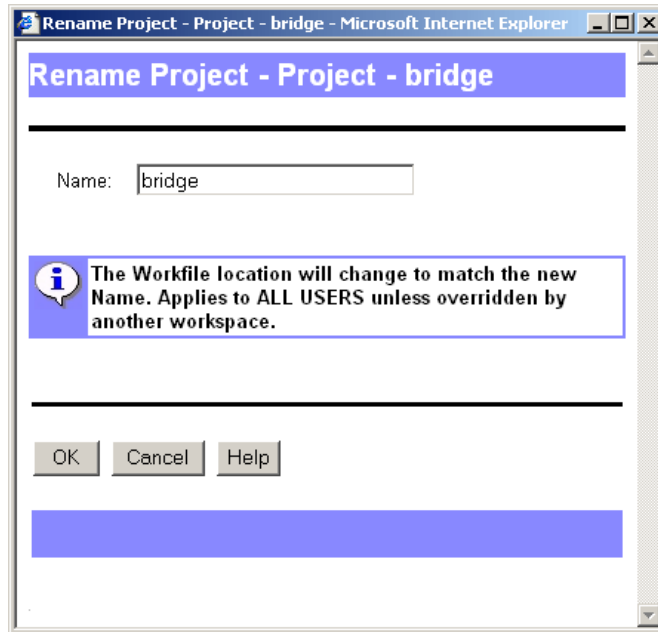 Rename Project - Project - bridge - Microsoft Internet Explorer
Rename Project - Project - bridge
Name: bridge
The Workfile location will change to match the new
Name. Applies to ALL USERS unless overridden by
another workspace.
OK Cancel Help